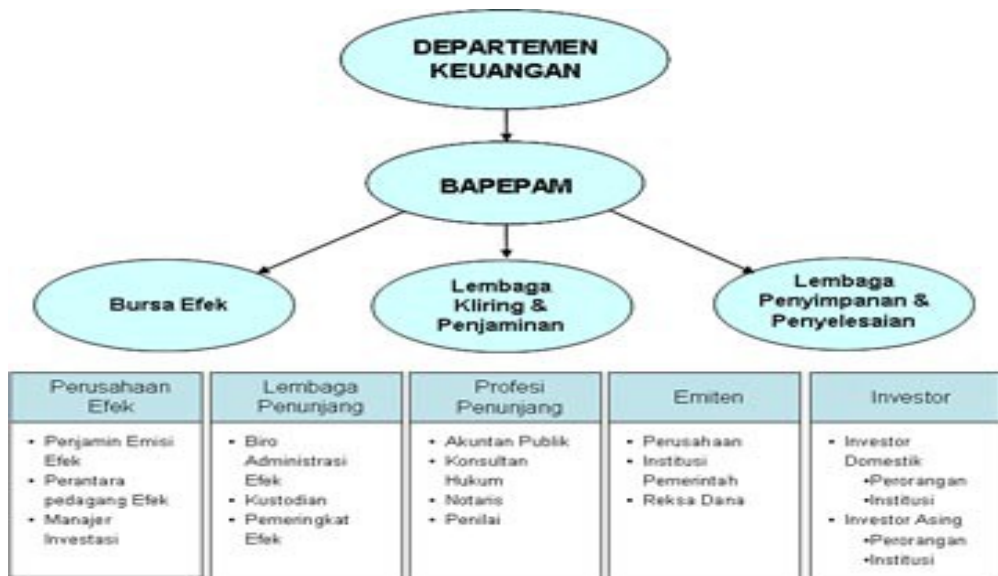 DEPARTEMEN
KEUANGAN
BAPEPAM
Bursa Efek
Lembaga
Kliring &
Penjaminan
Lembaga
Penyimpanan &
Penyelesaian
Perusahaan
Efek
• Penjamin Emisi
Efek
• Perantara
pedagang Efek
• Manajer
Investasi
Lembaga
Penunjang
• Biro
Administrasi
Efek
• Kustodian
• Pemeringkat
Efek
Profesi
Penunjang
• Akuntan Publik
• Konsultan
Hukum
• Notaris
• Penilai
Emiten
• Perusahaan
• Institusi
Pemerintah
• Reksa Dana
Investor
• Investor
Domestik
•Perorangan
•Institusi
• Investor Asing
•Perorangan
•Institusi